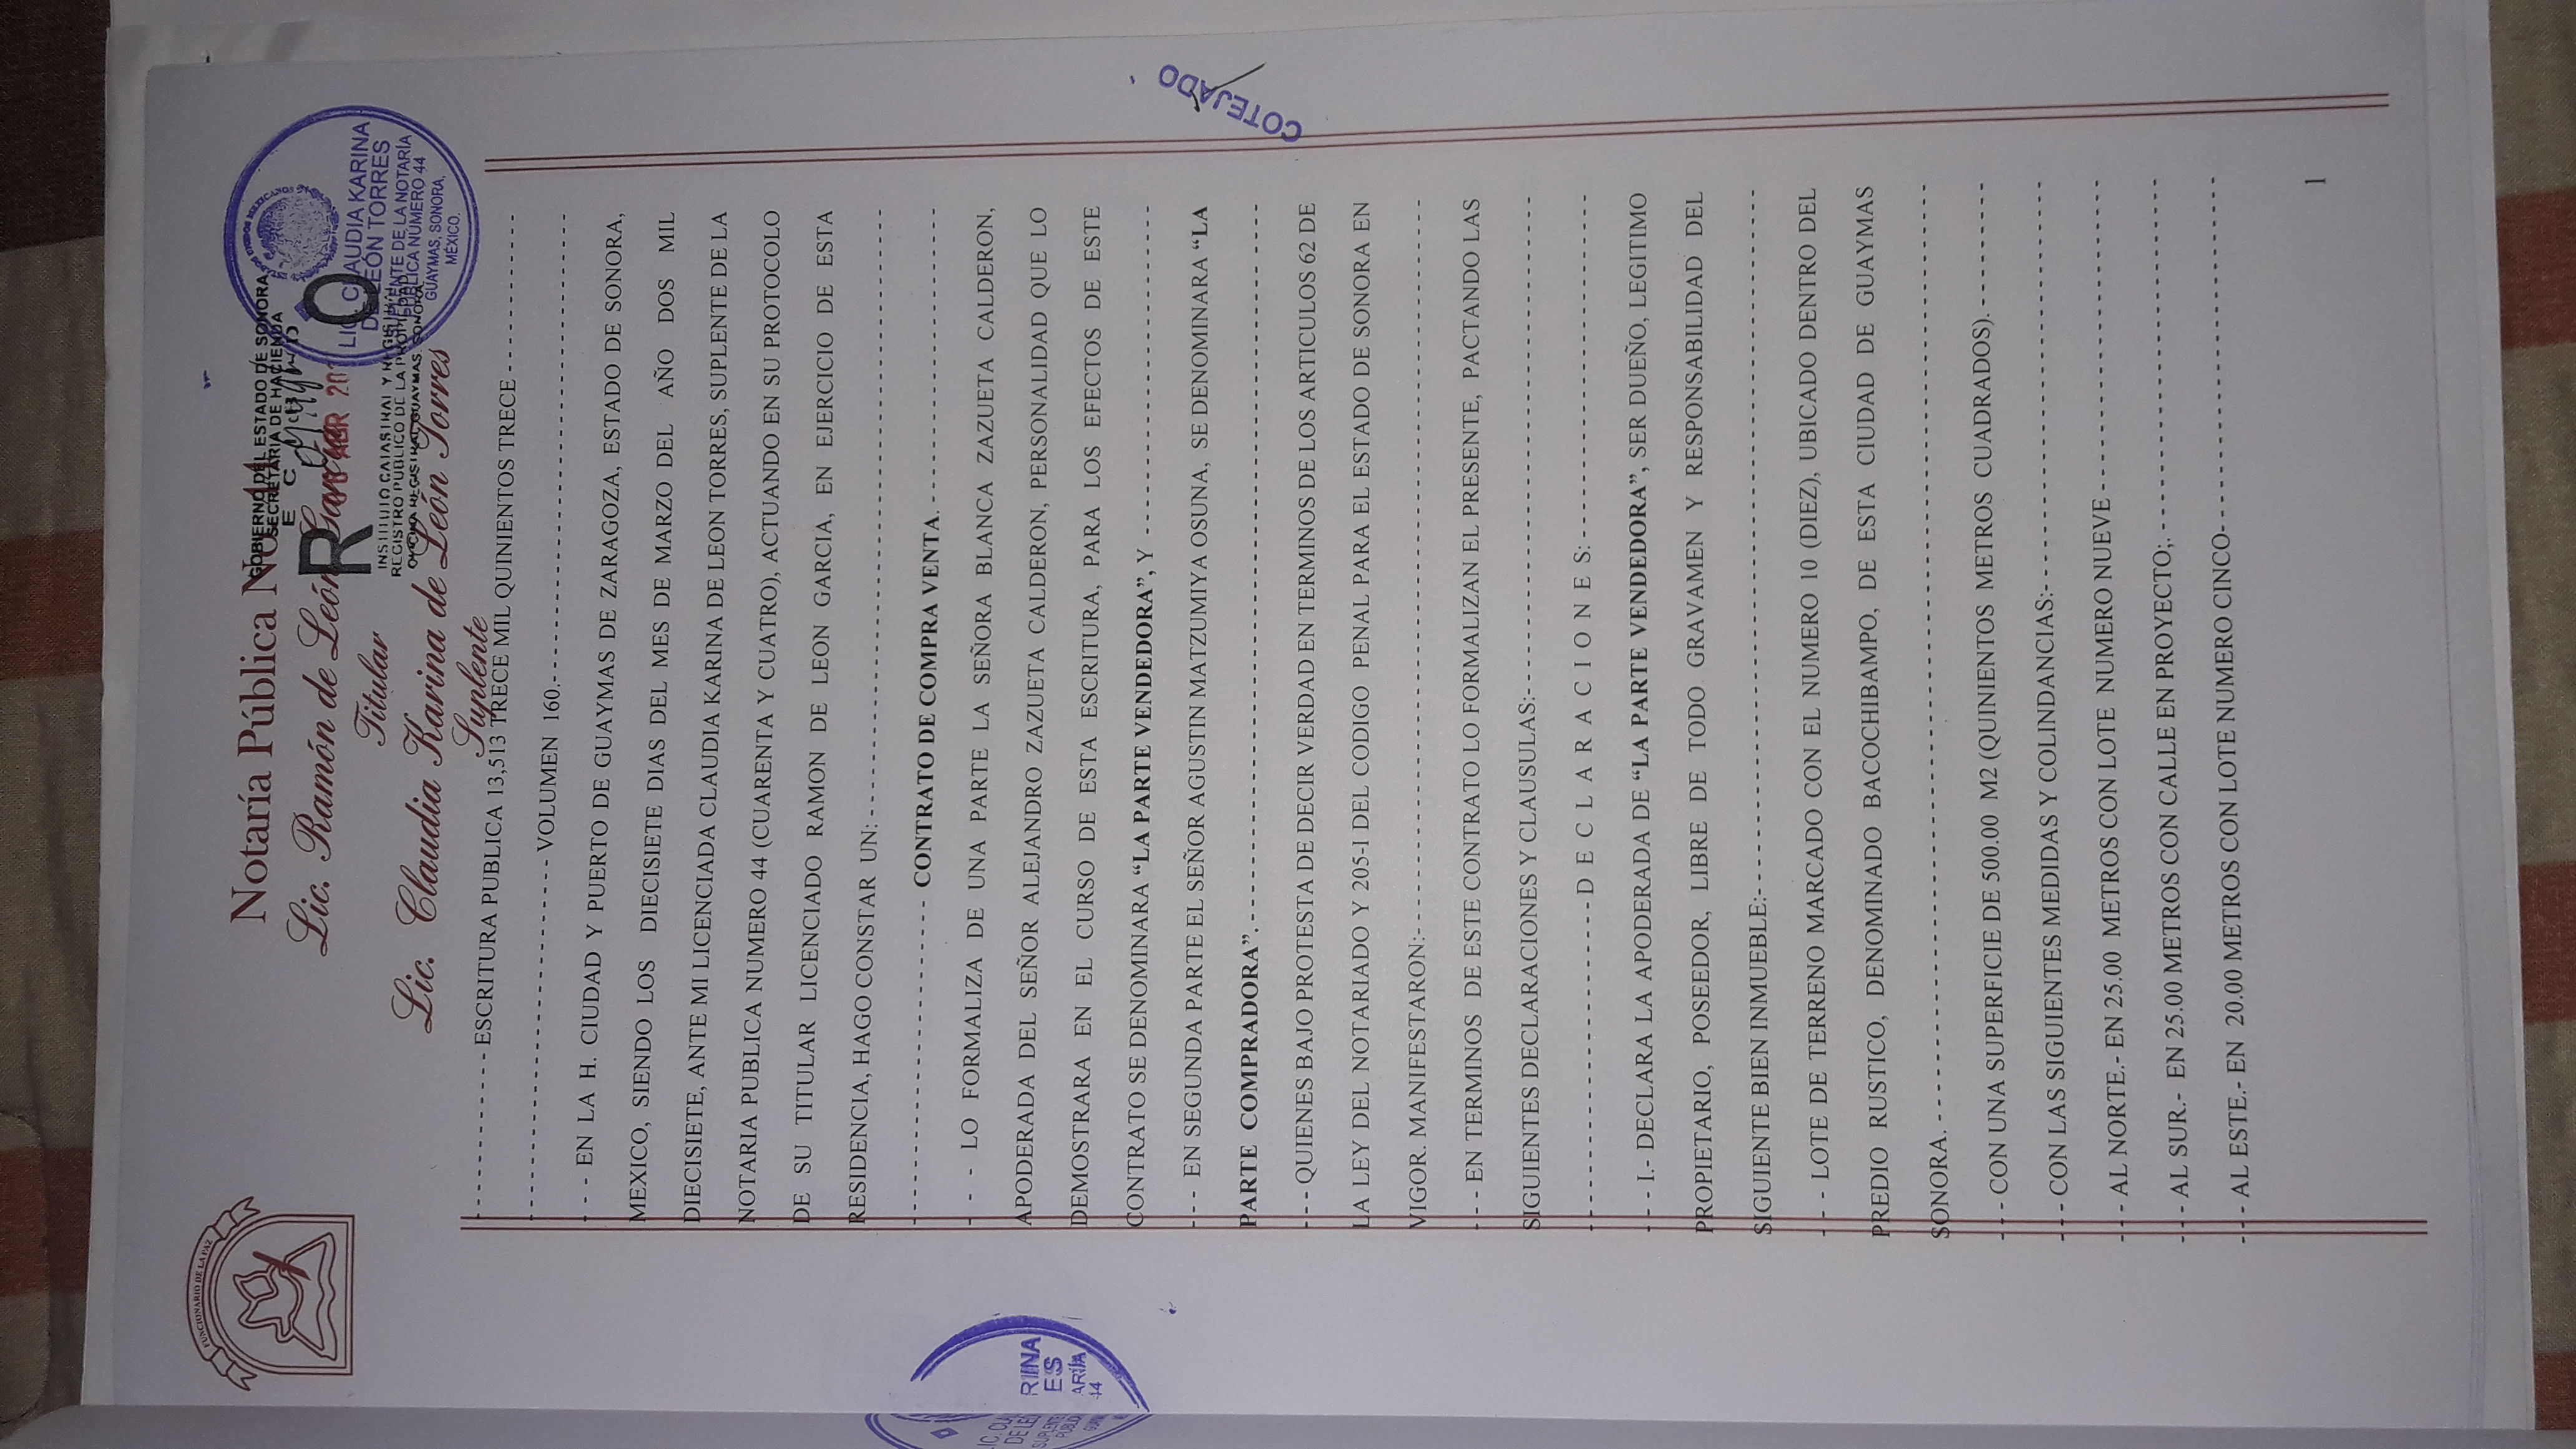 FUNCIONARIO DE LA PAZ
Notaría Pública No. 44
GOBIERNO DEL ESTADO DE SONORA
SECRETARIA DE HACIENDA
R E C I B I D O
Lic. Ramón de León García
ABR
Titular
INSTITUTO CATASTRAL Y REGISTRAL
REGISTRO PUBLICO DE LA PROPIEDAD
OFICINA REGISTRAL GUAYMAS, SONORA
Lic. Claudia Karina de León Torres
Suplente
ESTADOS UNIDOS MEXICANOS
LIC. CLAUDIA KARINA
DE LEÓN TORRES
SUPLENTE DE LA NOTARÍA
PÚBLICA NÚMERO 44
GUAYMAS, SONORA,
MÉXICO.
- - - - - - - - - - - - ESCRITURA PUBLICA 13,513 TRECE MIL QUINIENTOS TRECE - - - - - - - - - - - -
- - - - - - - - - - - - - - - - - - - - - - - - - - VOLUMEN 160.- - - - - - - - - - - - - - - - - - - - - - - - - - - - - - - - - -
- - - EN LA H. CIUDAD Y PUERTO DE GUAYMAS DE ZARAGOZA, ESTADO DE SONORA,
MEXICO, SIENDO LOS DIECISIETE DIAS DEL MES DE MARZO DEL AÑO DOS MIL
DIECISIETE, ANTE MI LICENCIADA CLAUDIA KARINA DE LEON TORRES, SUPLENTE DE LA
NOTARIA PUBLICA NUMERO 44 (CUARENTA Y CUATRO), ACTUANDO EN SU PROTOCOLO
DE SU TITULAR LICENCIADO RAMON DE LEON GARCIA, EN EJERCICIO DE ESTA
RESIDENCIA, HAGO CONSTAR UN: - - - - - - - - - - - - - - - - - - - - - - - - - - - - - - - - - - - - - - - - - - -
- - - - - - - - - - - - - - - - - - - - - - - CONTRATO DE COMPRA VENTA. - - - - - - - - - - - - - - - - - - - - -
- - - LO FORMALIZA DE UNA PARTE LA SEÑORA BLANCA ZAZUETA CALDERON,
APODERADA DEL SEÑOR ALEJANDRO ZAZUETA CALDERON, PERSONALIDAD QUE LO
DEMOSTRARA EN EL CURSO DE ESTA ESCRITURA, PARA LOS EFECTOS DE ESTE
CONTRATO SE DENOMINARA “LA PARTE VENDEDORA”, Y - - - - - - - - - - - - - - - - - - - - - - - -
- - - EN SEGUNDA PARTE EL SEÑOR AGUSTIN MATZUMIYA OSUNA, SE DENOMINARA “LA
PARTE COMPRADORA”. - - - - - - - - - - - - - - - - - - - - - - - - - - - - - - - - - - - - - - - - - - - - - - - - - -
- - - QUIENES BAJO PROTESTA DE DECIR VERDAD EN TERMINOS DE LOS ARTICULOS 62 DE
LA LEY DEL NOTARIADO Y 205-I DEL CODIGO PENAL PARA EL ESTADO DE SONORA EN
VIGOR. MANIFESTARON:- - - - - - - - - - - - - - - - - - - - - - - - - - - - - - - - - - - - - - - - - - - - - - - - - - - -
- - - EN TERMINOS DE ESTE CONTRATO LO FORMALIZAN EL PRESENTE, PACTANDO LAS
SIGUIENTES DECLARACIONES Y CLAUSULAS:- - - - - - - - - - - - - - - - - - - - - - - - - - - - - - - - - - - -
- - - - - - - - - - - - - - - - - - - - - - - D E C L A R A C I O N E S: - - - - - - - - - - - - - - - - - - - - - - - - -
- - - I.- DECLARA LA APODERADA DE “LA PARTE VENDEDORA”, SER DUEÑO, LEGITIMO
PROPIETARIO, POSEEDOR, LIBRE DE TODO GRAVAMEN Y RESPONSABILIDAD DEL
SIGUIENTE BIEN INMUEBLE:- - - - - - - - - - - - - - - - - - - - - - - - - - - - - - - - - - - - - - - - - - - - - - - - -
- - - LOTE DE TERRENO MARCADO CON EL NUMERO 10 (DIEZ), UBICADO DENTRO DEL
PREDIO RUSTICO, DENOMINADO BACOCHIBAMPO, DE ESTA CIUDAD DE GUAYMAS
SONORA. - - - - - - - - - - - - - - - - - - - - - - - - - - - - - - - - - - - - - - - - - - - - - - - - - - - - - - - - - - - - - -
- - - CON UNA SUPERFICIE DE 500.00 M2 (QUINIENTOS METROS CUADRADOS). - - - - - - - - -
- - - CON LAS SIGUIENTES MEDIDAS Y COLINDANCIAS:- - - - - - - - - - - - - - - - - - - - - - - - - - - - -
- - - AL NORTE.- EN 25.00 METROS CON LOTE NUMERO NUEVE - - - - - - - - - - - - - - - - - - - - - -
- - - AL SUR.- EN 25.00 METROS CON CALLE EN PROYECTO;. - - - - - - - - - - - - - - - - - - - - - - - - -
- - - AL ESTE.- EN 20.00 METROS CON LOTE NUMERO CINCO- - - - - - - - - - - - - - - - - - - - - - - - -
COTEJADO
1